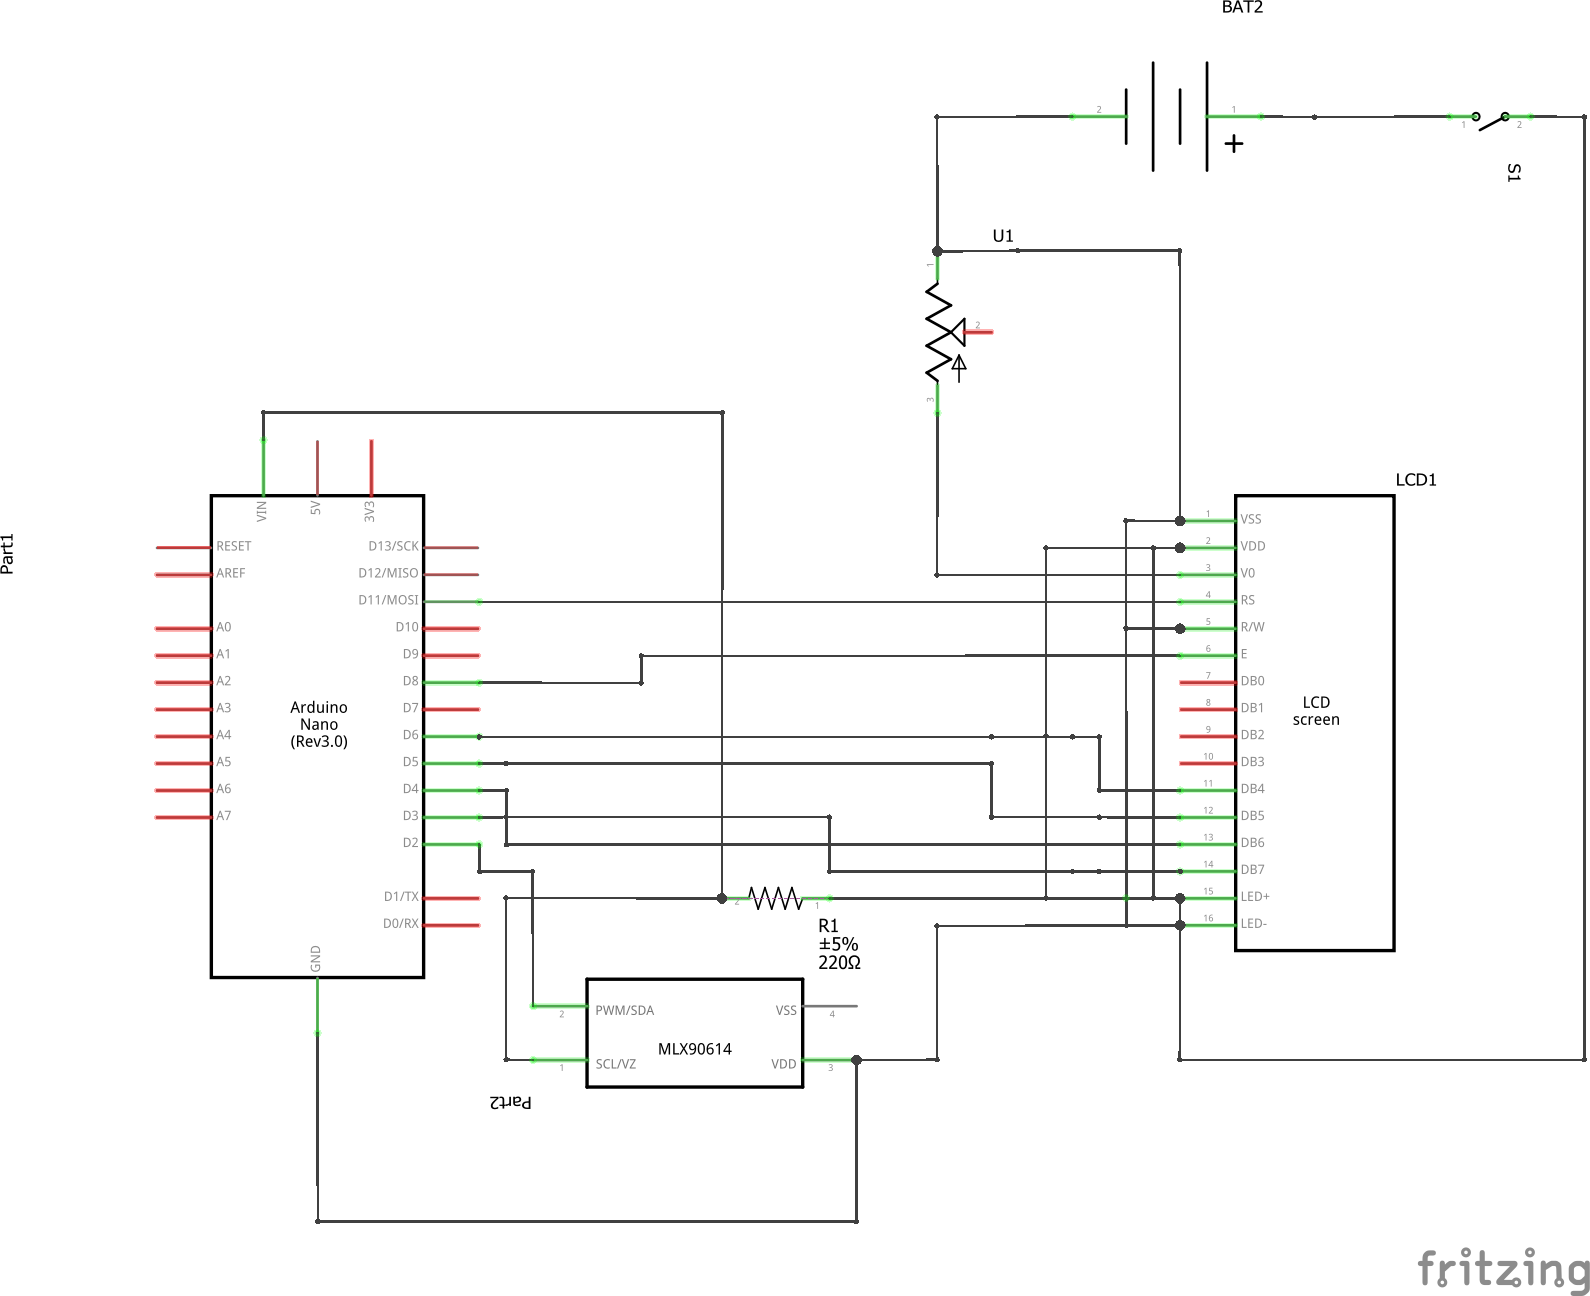 BAT2
2
1
+
1
2
S1
U1
1
2
3
LCD1
Part1
VIN
5V
3V3
RESET
AREF
A0
A1
A2
A3
A4
A5
A6
A7
D13/SCK
D12/MISO
D11/MOSI
D10
D9
D8
D7
D6
D5
D4
D3
D2
D1/TX
D0/RX
GND
Arduino
Nano
(Rev3.0)
1 VSS
2 VDD
3 V0
4 RS
5 R/W
6 E
7 DB0
8 DB1
9 DB2
10 DB3
11 DB4
12 DB5
13 DB6
14 DB7
15 LED+
16 LED-
LCD
screen
2
1
R1
±5%
220Ω
2 PWM/SDA
VSS 4
MLX90614
1 SCL/VZ
VDD 3
Part2
fritzing